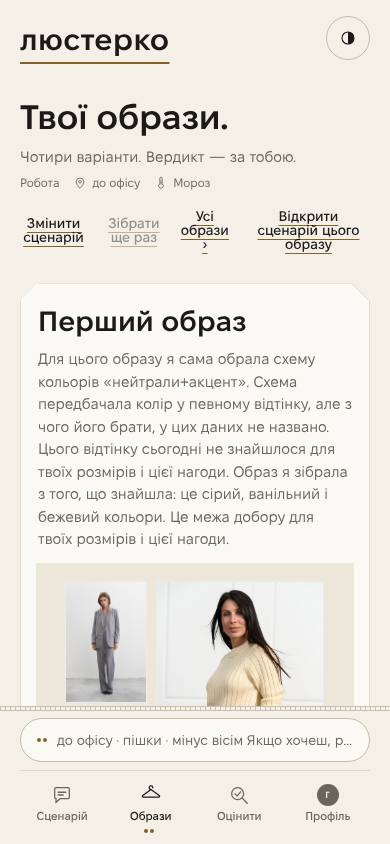 люстерко
Твої образи.
Чотири варіанти. Вердикт — за тобою.
Робота до офісу Мороз
Змінити
сценарій
Зібрати
ще раз
Усі
образи
›
Відкрити
сценарій цього
образу
Перший образ
Для цього образу я сама обрала схему
кольорів «нейтрали+акцент». Схема
передбачала колір у певному відтінку, але з
чого його брати, у цих даних не названо.
Цього відтінку сьогодні не знайшлося для
твоїх розмірів і цієї нагоди. Образ я зібрала
з того, що знайшла: це сірий, ванільний і
бежевий кольори. Це межа добору для
твоїх розмірів і цієї нагоди.
до офісу · пішки · мінус вісім Якщо хочеш, р...
Сценарій Образи Оцінити Профіль
г